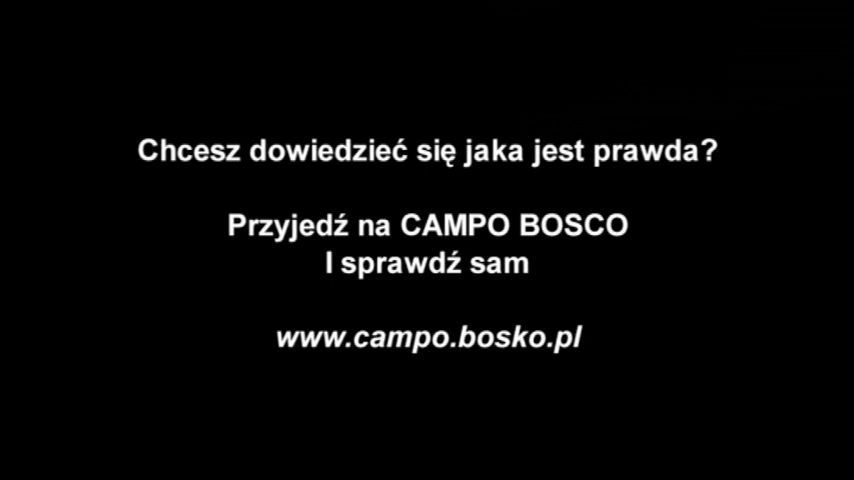 Chcesz dowiedzieć się jaka jest prawda?
Przyjedź na CAMPO BOSCO
I sprawdź sam
www.campo.bosko.pl